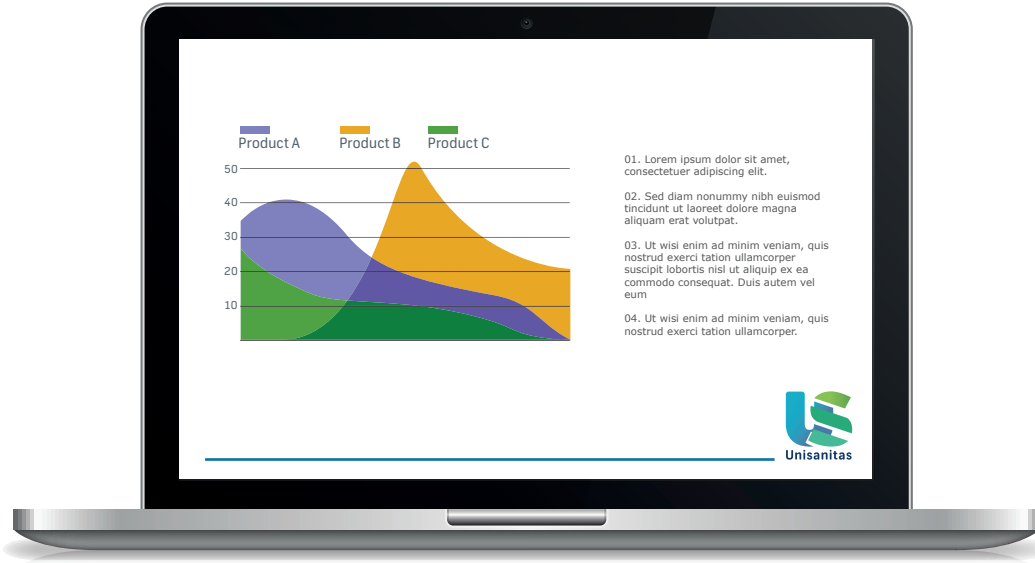 Product A
Product B
Product C
50
40
30
20
10
01. Lorem ipsum dolor sit amet,
consectetuer adipiscing elit.
02. Sed diam nonummy nibh euismod
tincidunt ut laoreet dolore magna
aliquam erat volutpat.
03. Ut wisi enim ad minim veniam, quis
nostrud exerci tation ullamcorper
suscipit lobortis nisl ut aliquip ex ea
commodo consequat. Duis autem vel
eum
04. Ut wisi enim ad minim veniam, quis
nostrud exerci tation ullamcorper.
US
Unisanitas